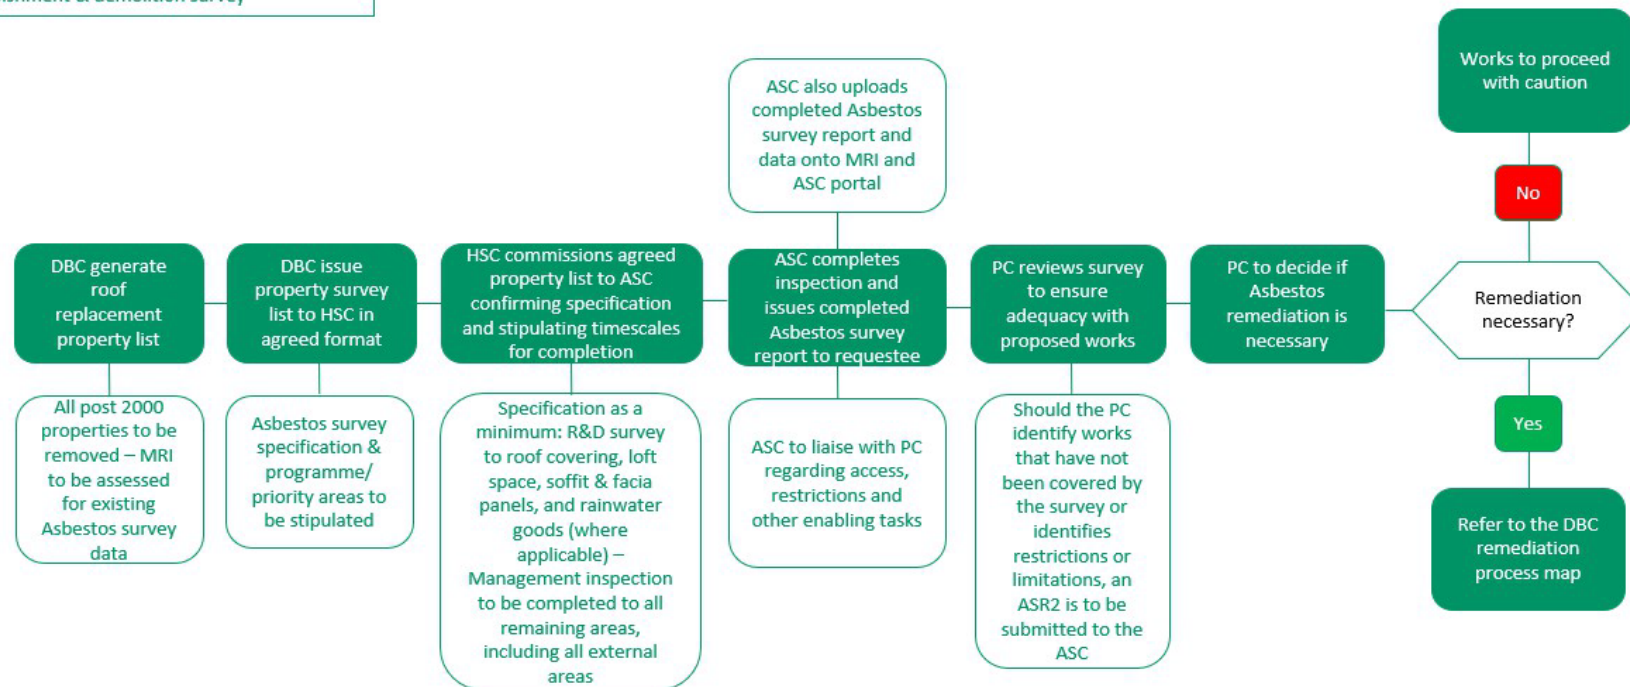 DBC generate
roof
replacement
property list
All post 2000
properties to be
removed – MRI
to be assessed
for existing
Asbestos survey
data
DBC issue
property survey
list to HSC in
agreed format
Asbestos survey
specification &
programme/
priority areas to
be stipulated
HSC commissions agreed
property list to ASC
confirming specification
and stipulating timescales
for completion
Specification as a
minimum: R&D survey
to roof covering, loft
space, soffit & facia
panels, and rainwater
goods (where
applicable) –
Management inspection
to be completed to all
remaining areas,
including all external
areas
ASC also uploads
completed Asbestos
survey report and
data onto MRI and
ASC portal
ASC completes
inspection and
issues completed
Asbestos survey
report to requestee
ASC to liaise with PC
regarding access,
restrictions and
other enabling tasks
PC reviews survey
to ensure
adequacy with
proposed works
Should the PC
identify works
that have not
been covered by
the survey or
identifies
restrictions or
limitations, an
ASR2 is to be
submitted to the
ASC
PC to decide if
Asbestos
remediation is
necessary
Remediation
necessary?
No
Works to proceed
with caution
Yes
Refer to the DBC
remediation
process map